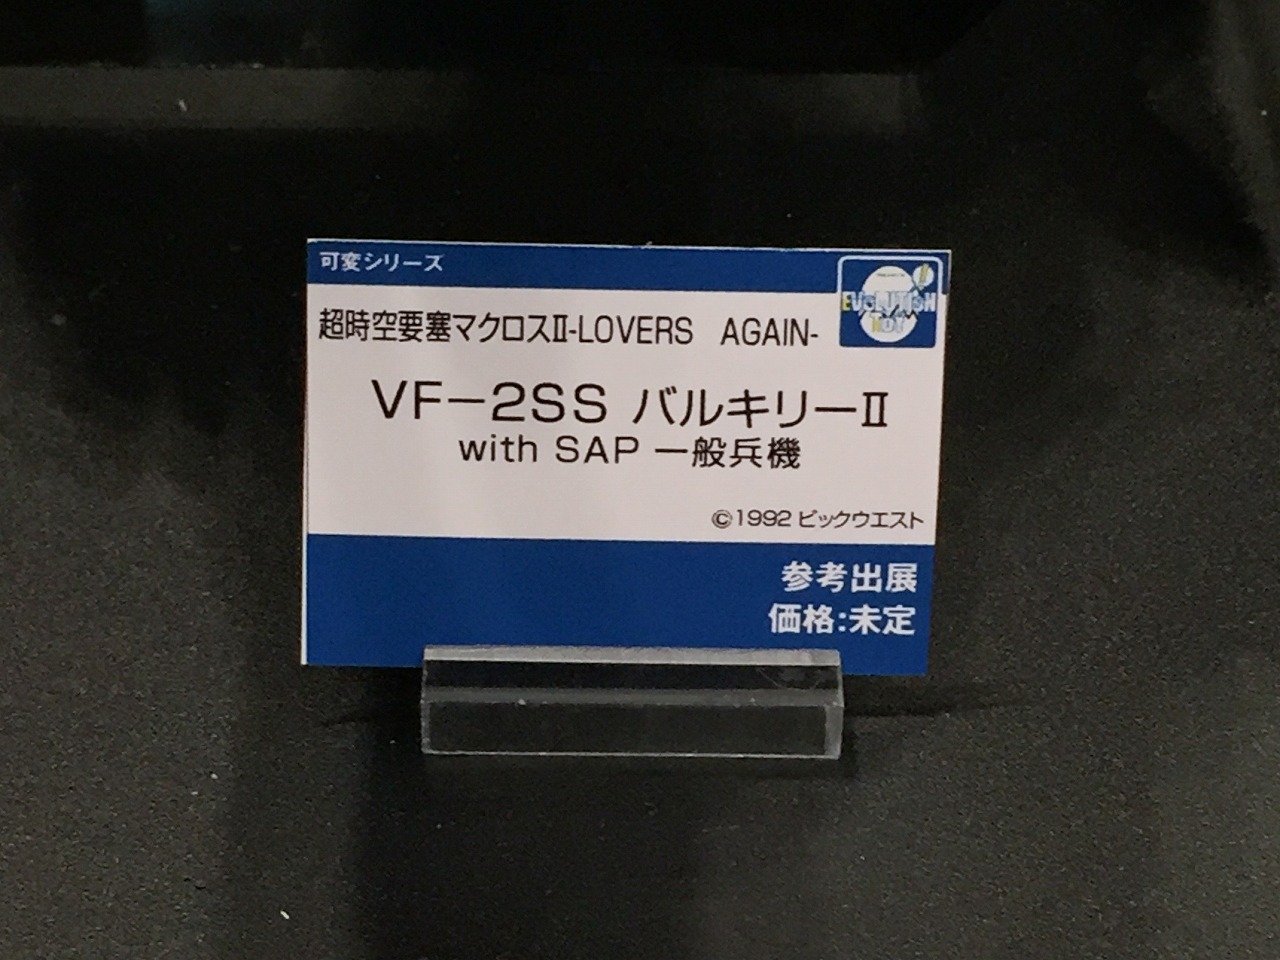 可変シリーズ
EVOLUTION
TOY
超時空要塞マクロスⅡ-LOVERS AGAIN-
VF-2SS バルキリーⅡ
with SAP 一般兵機
©1992 ビックウエスト
参考出展
価格:未定